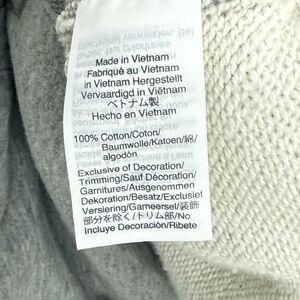 Made in Vietnam
Fabriqué au Vietnam
in Vietnam Hergestellt
Vervaardigd in Vietnam
ベトナム製
Hecho en Vietnam
100% Cotton/Coton/
Baumwolle/Katoen/綿/
algodón
Exclusive of Decoration/
Trimming/Sauf Décoration/
Garnitures/Ausgenommen
Dekoration/Besatz/Exclusief
Versiering/Garneersel/装飾
部分を除く/トリム部/No
Incluye Decoración/Ribete